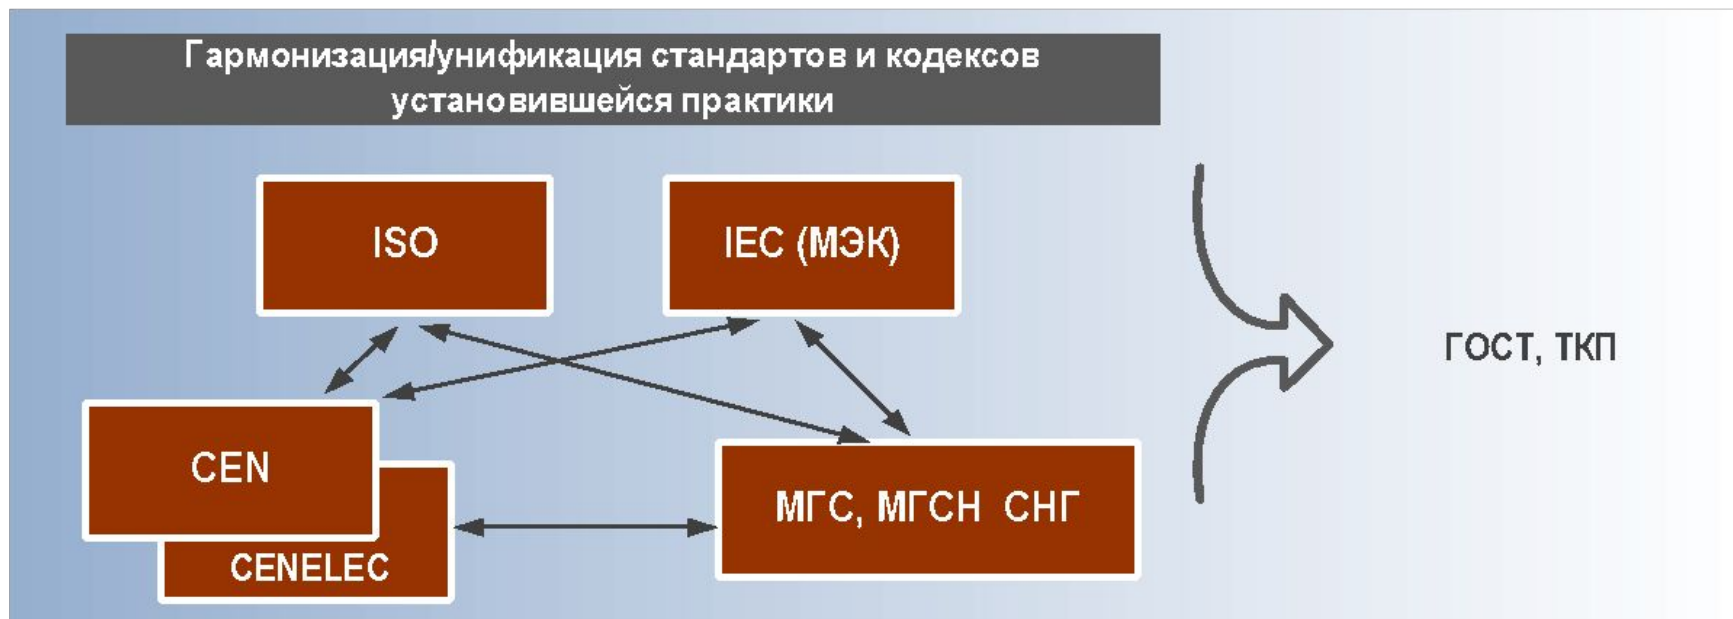 Гармонизация/унификация стандартов и кодексов
установившейся практики
ISO
IEC (МЭК)
ГОСТ, ТКП
CEN
МГС, МГСН СНГ
CENELEC